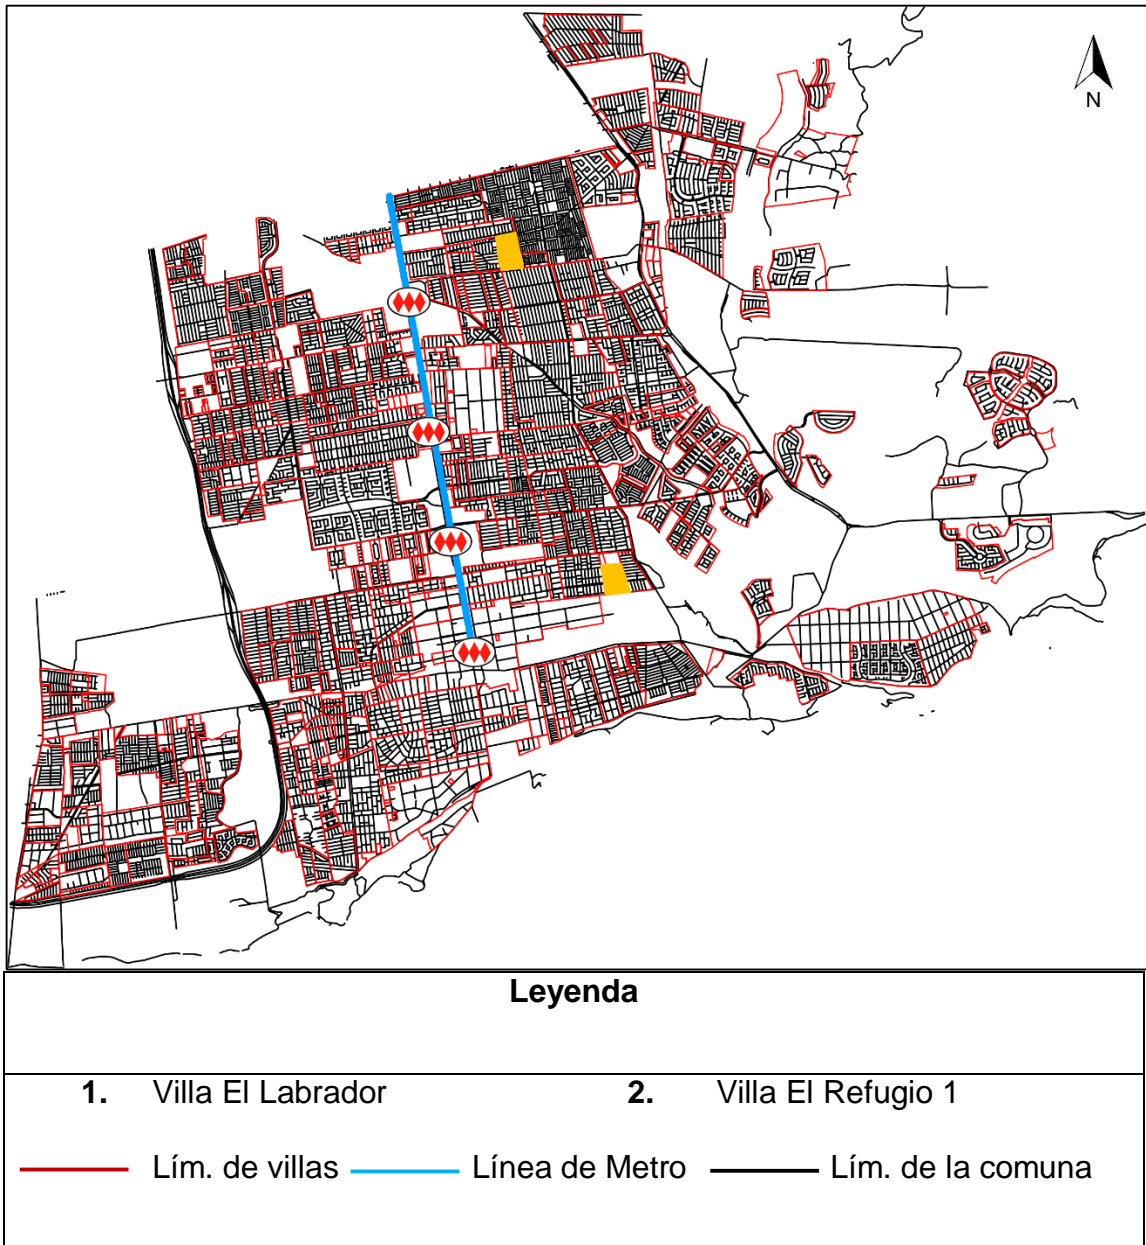 N
Leyenda
1. Villa El Labrador 2. Villa El Refugio 1
Lím. de villas Línea de Metro Lím. de la comuna